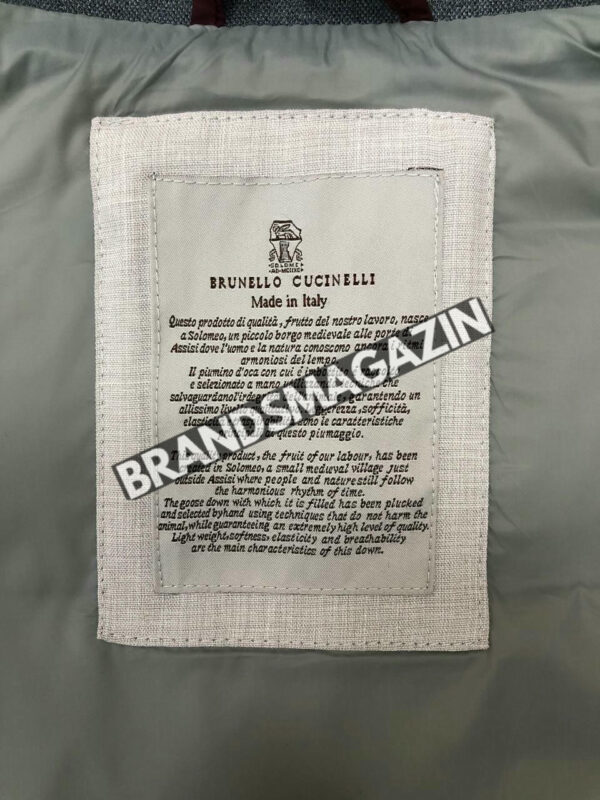 SOLOMEO
BRUNELLO CUCINELLI
Made in Italy
Questo prodotto di qualità, frutto del nostro lavoro, nasce
a Solomeo, un piccolo borgo medievale alle porte di
Assisi dove l'uomo e la natura conoscono ancora
armoniosi del tempo.
Il piumino d'oca con cui è
e selezionato a mano che
salvaguardano garantendo un
altissimo sofficità,
sono le caratteristiche
di questo piumaggio.
BRANDSMAGAZIN
product, the fruit of our labour, has been
in Solomeo, a small medieval village just
outside Assisi where people and nature still follow
the harmonious rhythm of time.
The goose down with which it is filled has been plucked
and selected by hand using techniques that do not harm the
animal, while guaranteeing an extremely high level of quality.
Light weight, softness, elasticity and breathability
are the main characteristics of this down.